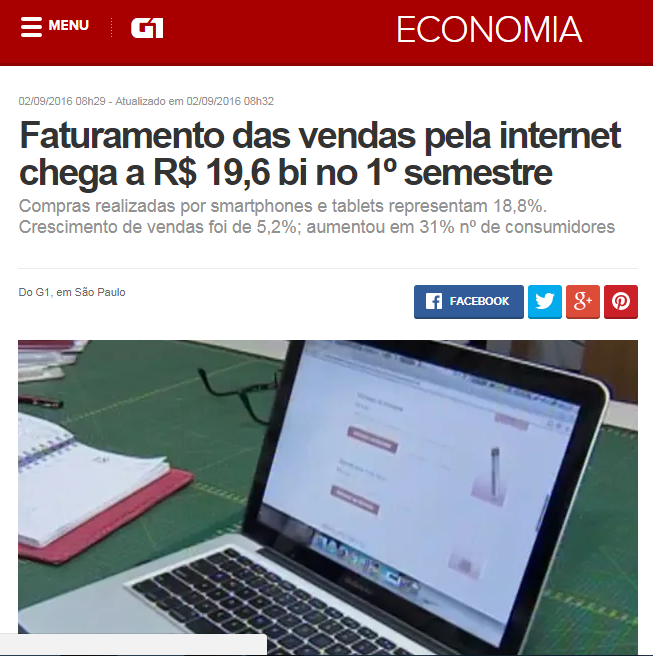 MENU
G1
ECONOMIA
02/09/2016 08h29 - Atualizado em 02/09/2016 08h32
Faturamento das vendas pela internet
chega a R$ 19,6 bi no 1º semestre
Compras realizadas por smartphones e tablets representam 18,8%.
Crescimento de vendas foi de 5,2%; aumentou em 31% nº de consumidores
Do G1, em São Paulo
FACEBOOK
g+